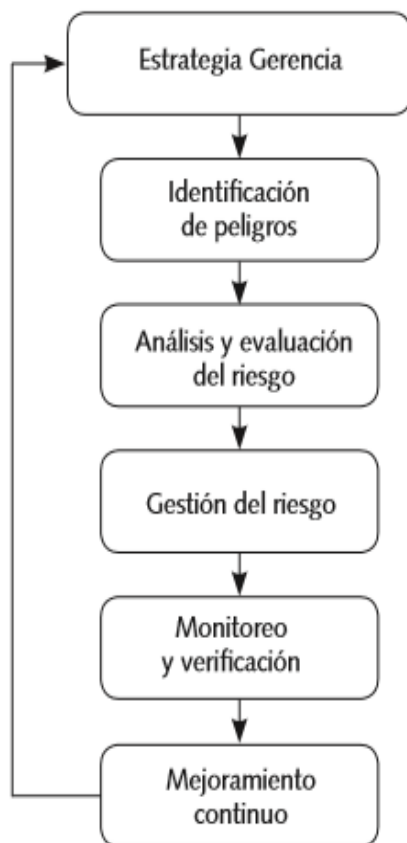 Estrategia Gerencia
Identificación
de peligros
Análisis y evaluación
del riesgo
Gestión del riesgo
Monitoreo
y verificación
Mejoramiento
continuo